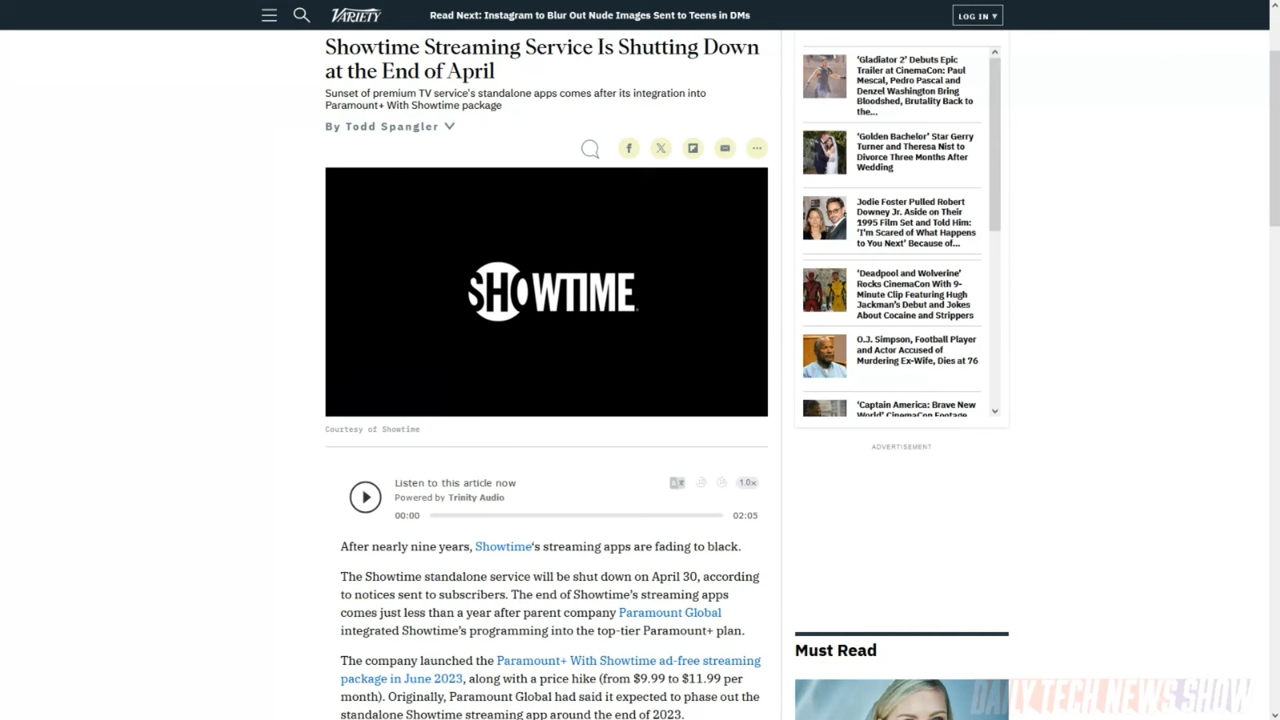 VARIETY
Read Next: Instagram to Blur Out Nude Images Sent to Teens in DMs
LOG IN ▾
Showtime Streaming Service Is Shutting Down
at the End of April
Sunset of premium TV service's standalone apps comes after its integration into
Paramount+ With Showtime package
By Todd Spangler
SHOWTIME
Courtesy of Showtime
Listen to this article now
Powered by Trinity Audio
1.0x
00:00
02:05
After nearly nine years, Showtime's streaming apps are fading to black.
The Showtime standalone service will be shut down on April 30, according
to notices sent to subscribers. The end of Showtime's streaming apps
comes just less than a year after parent company Paramount Global
integrated Showtime's programming into the top-tier Paramount+ plan.
The company launched the Paramount+ With Showtime ad-free streaming
package in June 2023, along with a price hike (from $9.99 to $11.99 per
month). Originally, Paramount Global had said it expected to phase out the
standalone Showtime streaming app around the end of 2023.
'Gladiator 2' Debuts Epic
Trailer at CinemaCon: Paul
Mescal, Pedro Pascal and
Denzel Washington Bring
Bloodshed, Brutality Back to
the...
'Golden Bachelor' Star Gerry
Turner and Theresa Nist to
Divorce Three Months After
Wedding
Jodie Foster Pulled Robert
Downey Jr. Aside on Their
1995 Film Set and Told Him:
'I'm Scared of What Happens
to You Next' Because of...
'Deadpool and Wolverine'
Rocks CinemaCon With 9-
Minute Clip Featuring Hugh
Jackman's Debut and Jokes
About Cocaine and Strippers
O.J. Simpson, Football Player
and Actor Accused of
Murdering Ex-Wife, Dies at 76
'Captain America: Brave New
World' CinemaCon Footage
ADVERTISEMENT
Must Read
DAILY TECH NEWS SHOW